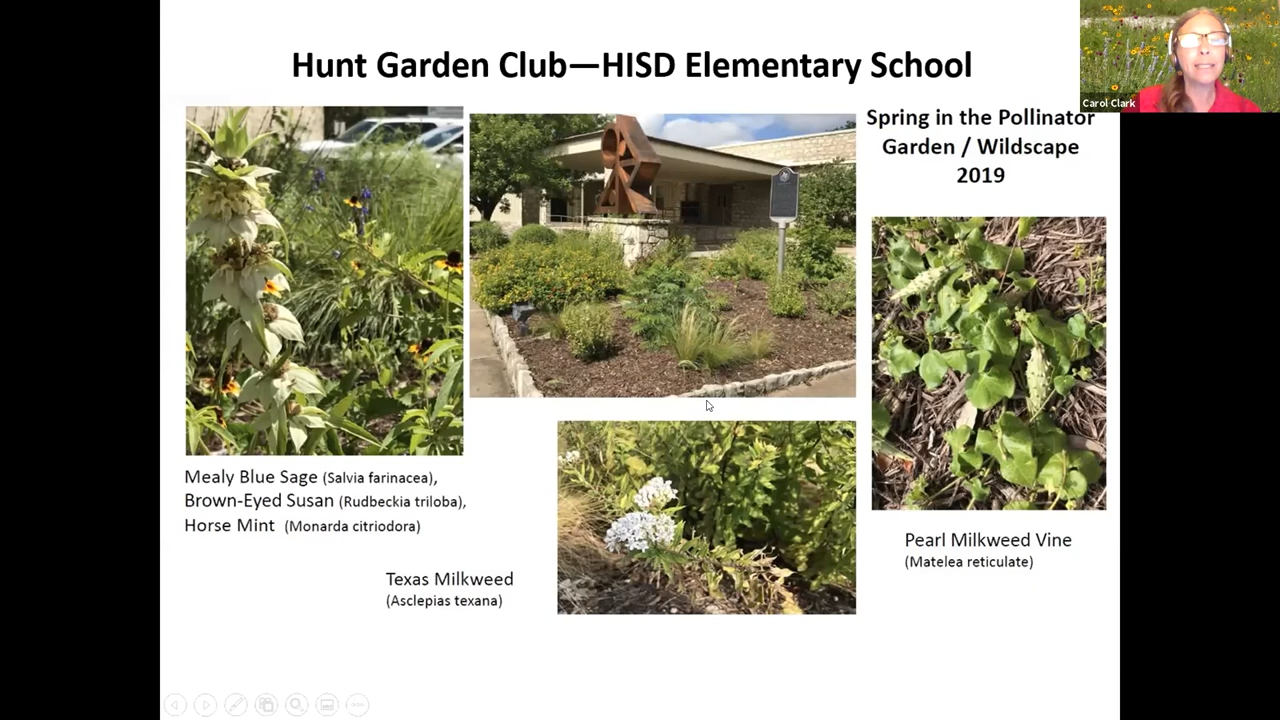 Hunt Garden Club—HISD Elementary School
Carol Clark
Spring in the Pollinator
Garden / Wildscape
2019
Mealy Blue Sage (Salvia farinacea),
Brown-Eyed Susan (Rudbeckia triloba),
Horse Mint (Monarda citriodora)
Texas Milkweed
(Asclepias texana)
Pearl Milkweed Vine
(Matelea reticulate)